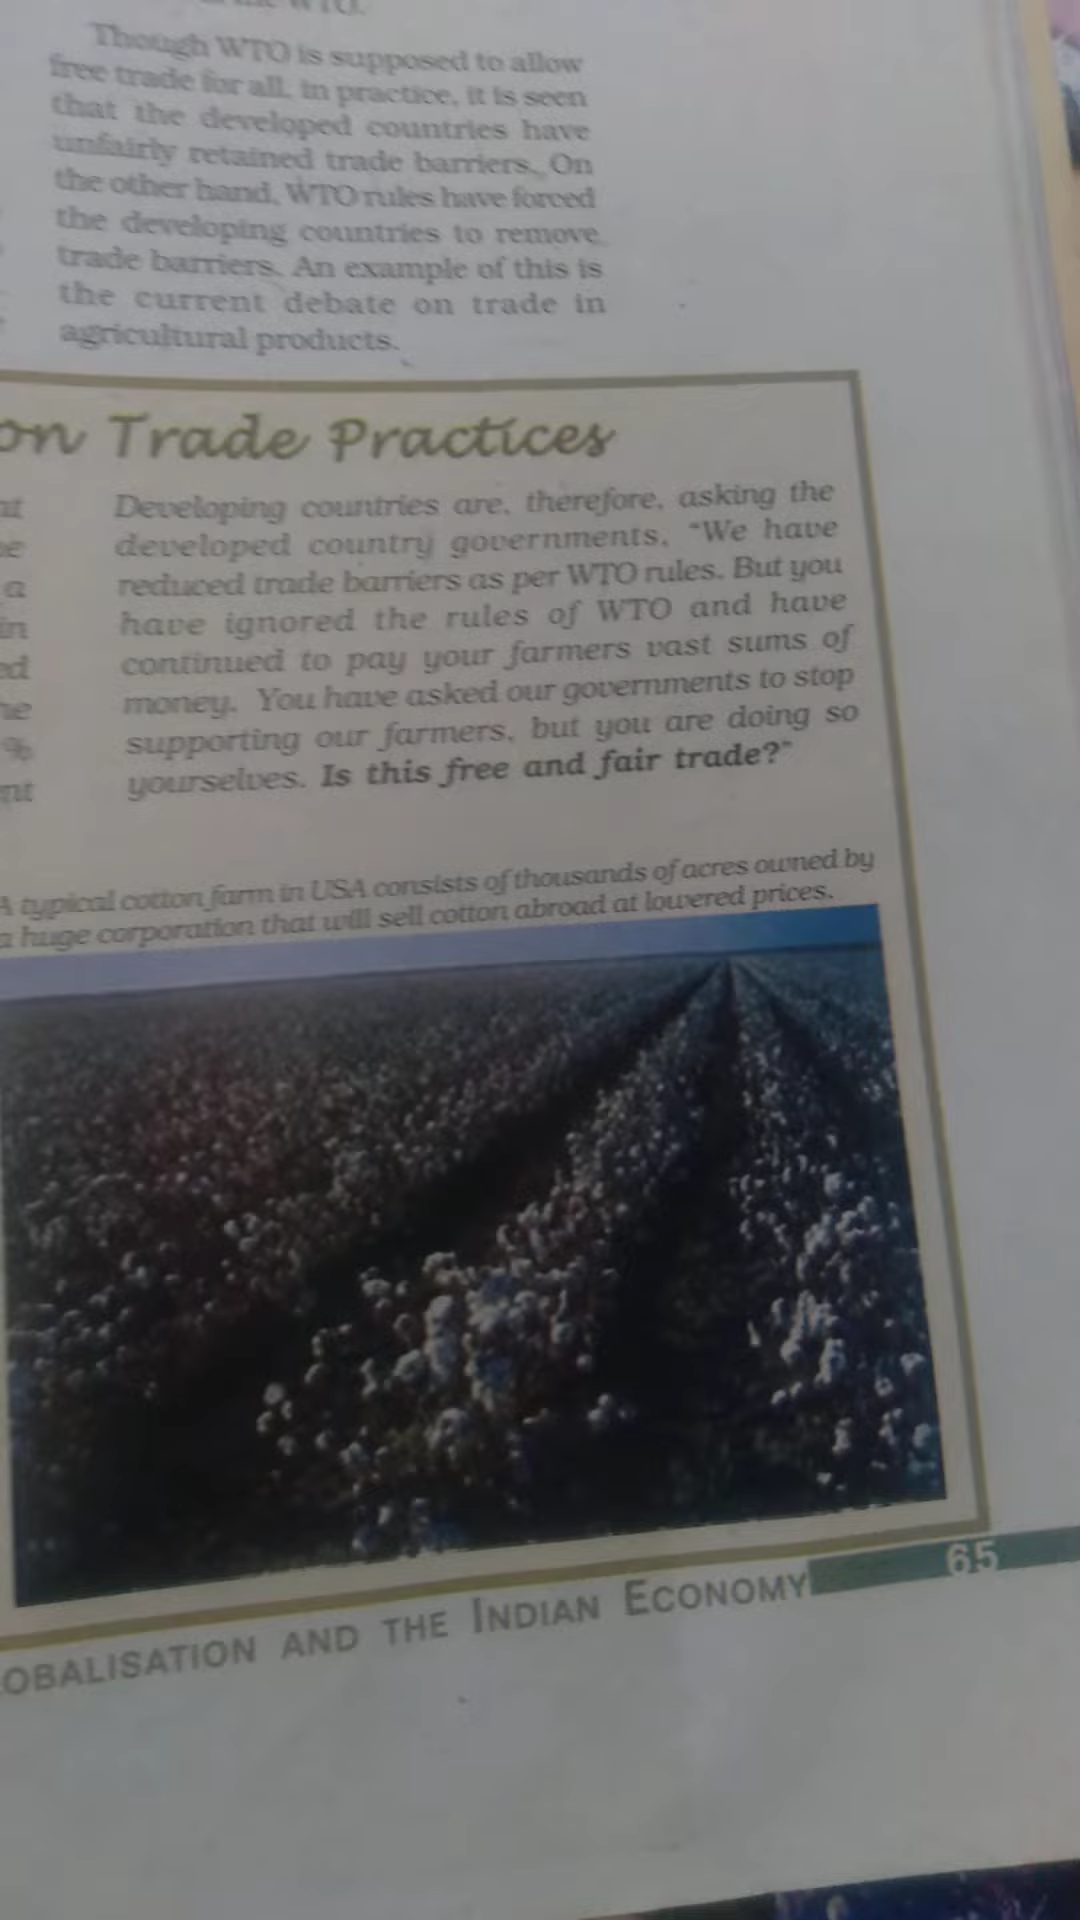 WTO.
Though WTO is supposed to allow
free trade for all, in practice, it is seen
that the developed countries have
unfairly retained trade barriers. On
the other hand, WTO rules have forced
the developing countries to remove
trade barriers. An example of this is
the current debate on trade in
agricultural products.
on Trade Practices
at
be
a
in
ed
he
%
nt
Developing countries are, therefore, asking the
developed country governments, “We have
reduced trade barriers as per WTO rules. But you
have ignored the rules of WTO and have
continued to pay your farmers vast sums of
money. You have asked our governments to stop
supporting our farmers, but you are doing so
yourselves. Is this free and fair trade?”
A typical cotton farm in USA consists of thousands of acres owned by
a huge corporation that will sell cotton abroad at lowered prices.
OBALISATION AND THE INDIAN ECONOMY 65